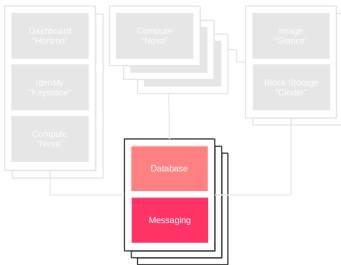 Dashboard
"Horizon"
Identity
"Keystone"
Compute
"Nova"
Compute
"Nova"
Image
"Glance"
Block Storage
"Cinder"
Database
Messaging